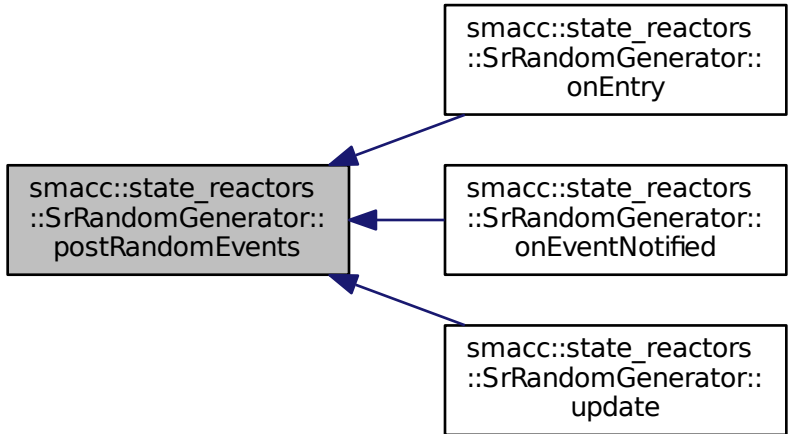 smacc::state_reactors
::SrRandomGenerator::
onEntry
smacc::state_reactors
::SrRandomGenerator::
postRandomEvents
smacc::state_reactors
::SrRandomGenerator::
onEventNotified
smacc::state_reactors
::SrRandomGenerator::
update